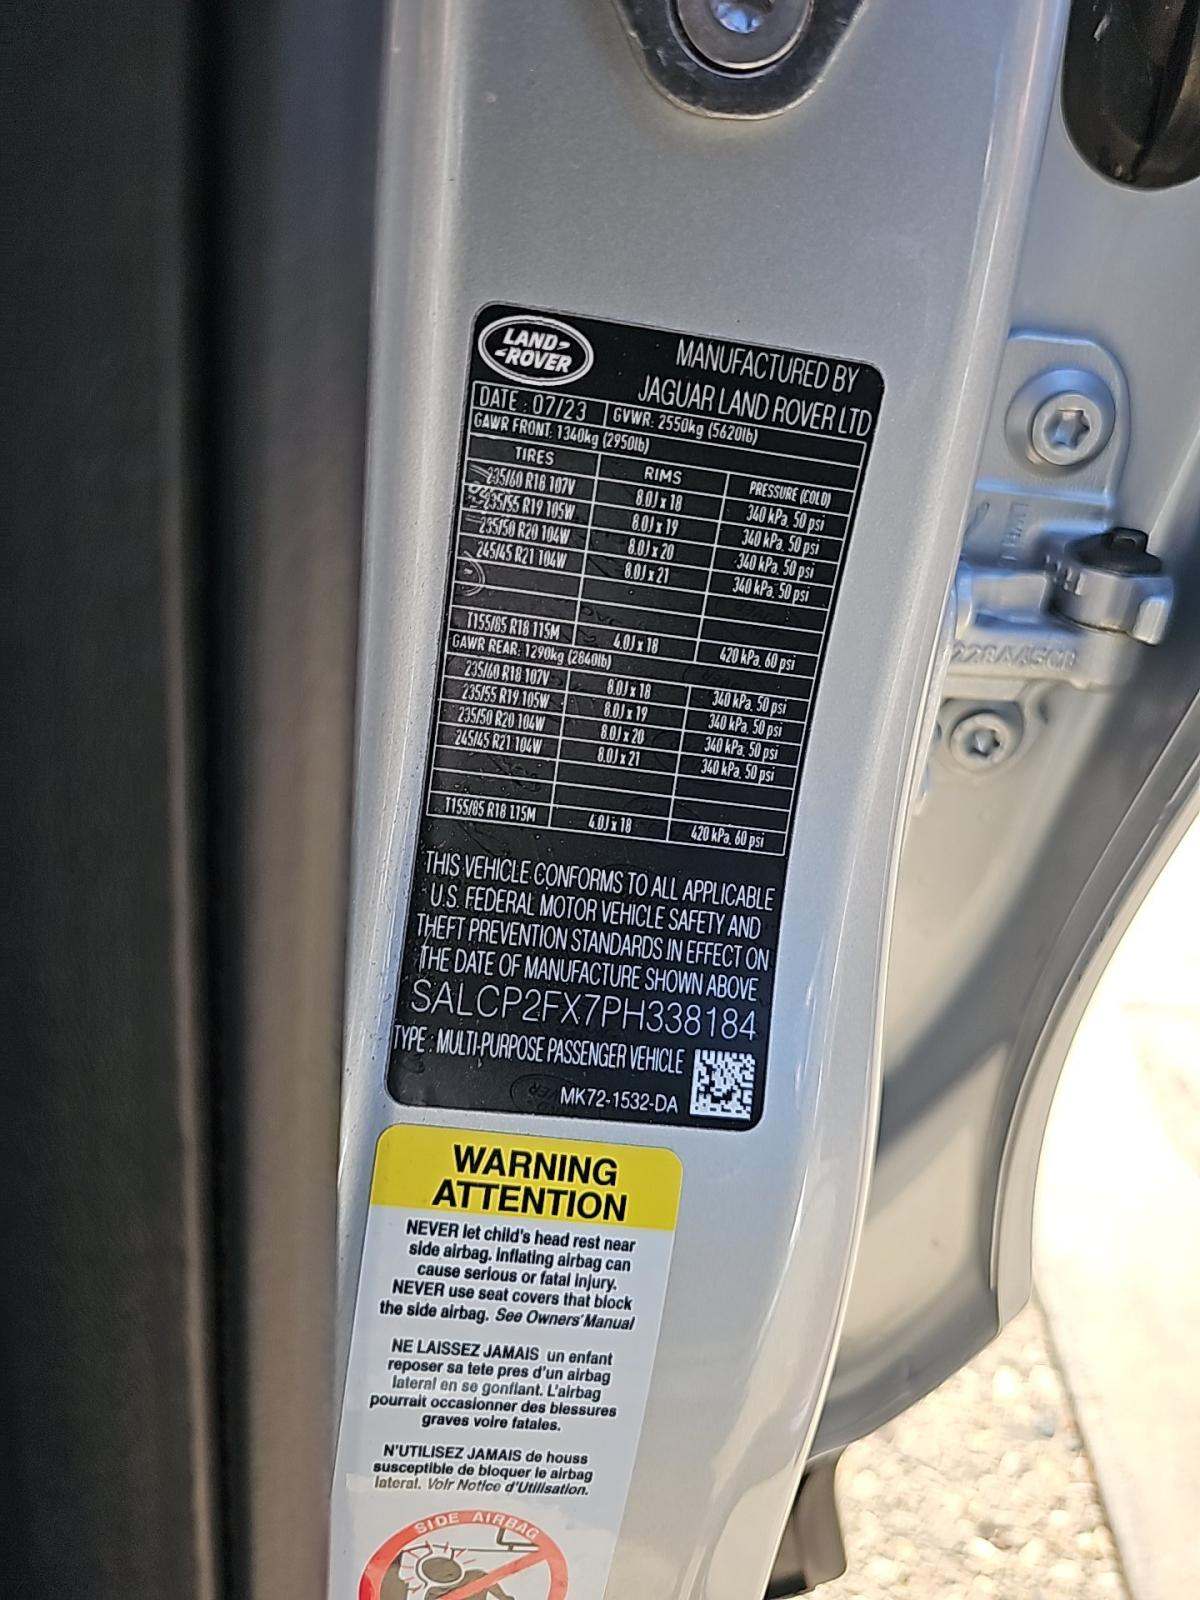 LAND
ROVER
MANUFACTURED BY
JAGUAR LAND ROVER LTD
DATE : 07/23 GVWR: 2550kg (5620lb)
GAWR FRONT: 1340kg (2950lb)
TIRES RIMS PRESSURE (COLD)
235/60 R18 107V 8.0J x 18 340 kPa, 50 psi
235/55 R19 105W 8.0J x 19 340 kPa, 50 psi
235/50 R20 104W 8.0J x 20 340 kPa, 50 psi
245/45 R21 104W 8.0J x 21 340 kPa, 50 psi
T155/85 R18 115M 4.0J x 18 420 kPa, 60 psi
GAWR REAR: 1290kg (2840lb)
235/60 R18 107V 8.0J x 18 340 kPa, 50 psi
235/55 R19 105W 8.0J x 19 340 kPa, 50 psi
235/50 R20 104W 8.0J x 20 340 kPa, 50 psi
245/45 R21 104W 8.0J x 21 340 kPa, 50 psi
T155/85 R18 115M 4.0J x 18 420 kPa, 60 psi
THIS VEHICLE CONFORMS TO ALL APPLICABLE
U.S. FEDERAL MOTOR VEHICLE SAFETY AND
THEFT PREVENTION STANDARDS IN EFFECT ON
THE DATE OF MANUFACTURE SHOWN ABOVE
SALCP2FX7PH338184
TYPE : MULTI-PURPOSE PASSENGER VEHICLE
MK72-1532-DA
WARNING
ATTENTION
NEVER let child's head rest near
side airbag. Inflating airbag can
cause serious or fatal injury.
NEVER use seat covers that block
the side airbag. See Owners' Manual
NE LAISSEZ JAMAIS un enfant
reposer sa tete pres d'un airbag
lateral en se gonflant. L'airbag
pourrait occasionner des blessures
graves voire fatales.
N'UTILISEZ JAMAIS de houss
susceptible de bloquer le airbag
lateral. Voir Notice d'Utilisation.
SIDE AIRBAG